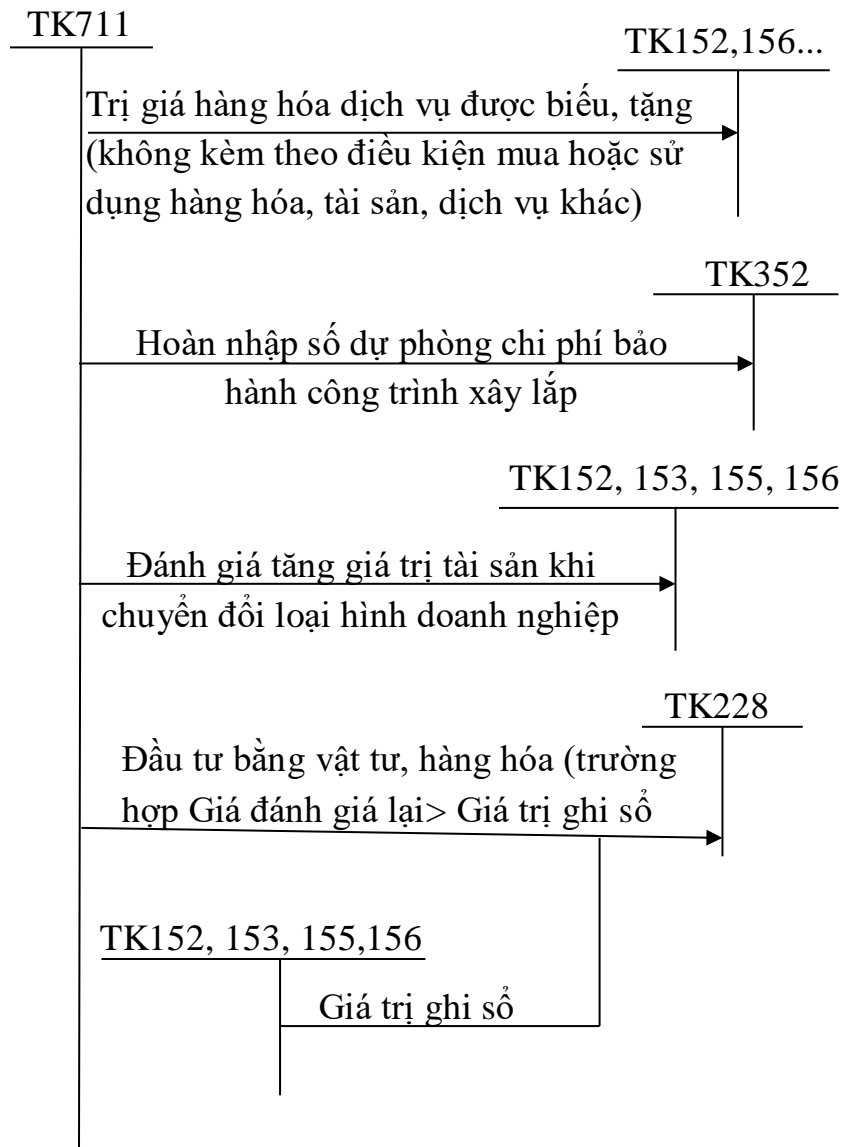 TK711
TK152,156...
Trị giá hàng hóa dịch vụ được biếu, tặng
(không kèm theo điều kiện mua hoặc sử
dụng hàng hóa, tài sản, dịch vụ khác)
TK352
Hoàn nhập số dự phòng chi phí bảo
hành công trình xây lắp
TK152, 153, 155, 156
Đánh giá tăng giá trị tài sản khi
chuyển đổi loại hình doanh nghiệp
TK228
Đầu tư bằng vật tư, hàng hóa (trường
hợp Giá đánh giá lại> Giá trị ghi sổ
TK152, 153, 155,156
Giá trị ghi sổ